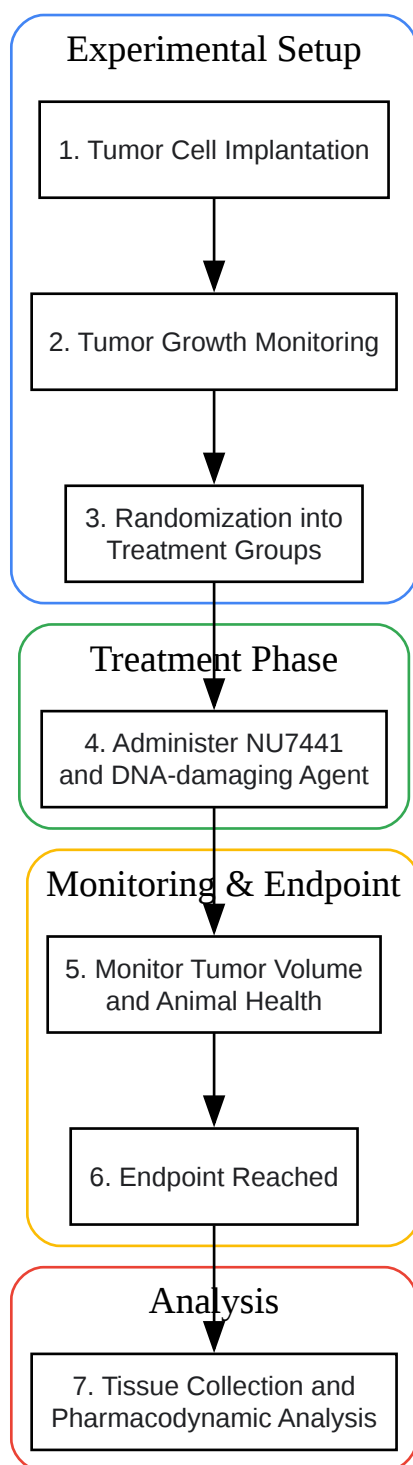 Experimental Setup
1. Tumor Cell Implantation
2. Tumor Growth Monitoring
3. Randomization into
Treatment Groups
Treatment Phase
4. Administer NU7441
and DNA-damaging Agent
Monitoring & Endpoint
5. Monitor Tumor Volume
and Animal Health
6. Endpoint Reached
Analysis
7. Tissue Collection and
Pharmacodynamic Analysis